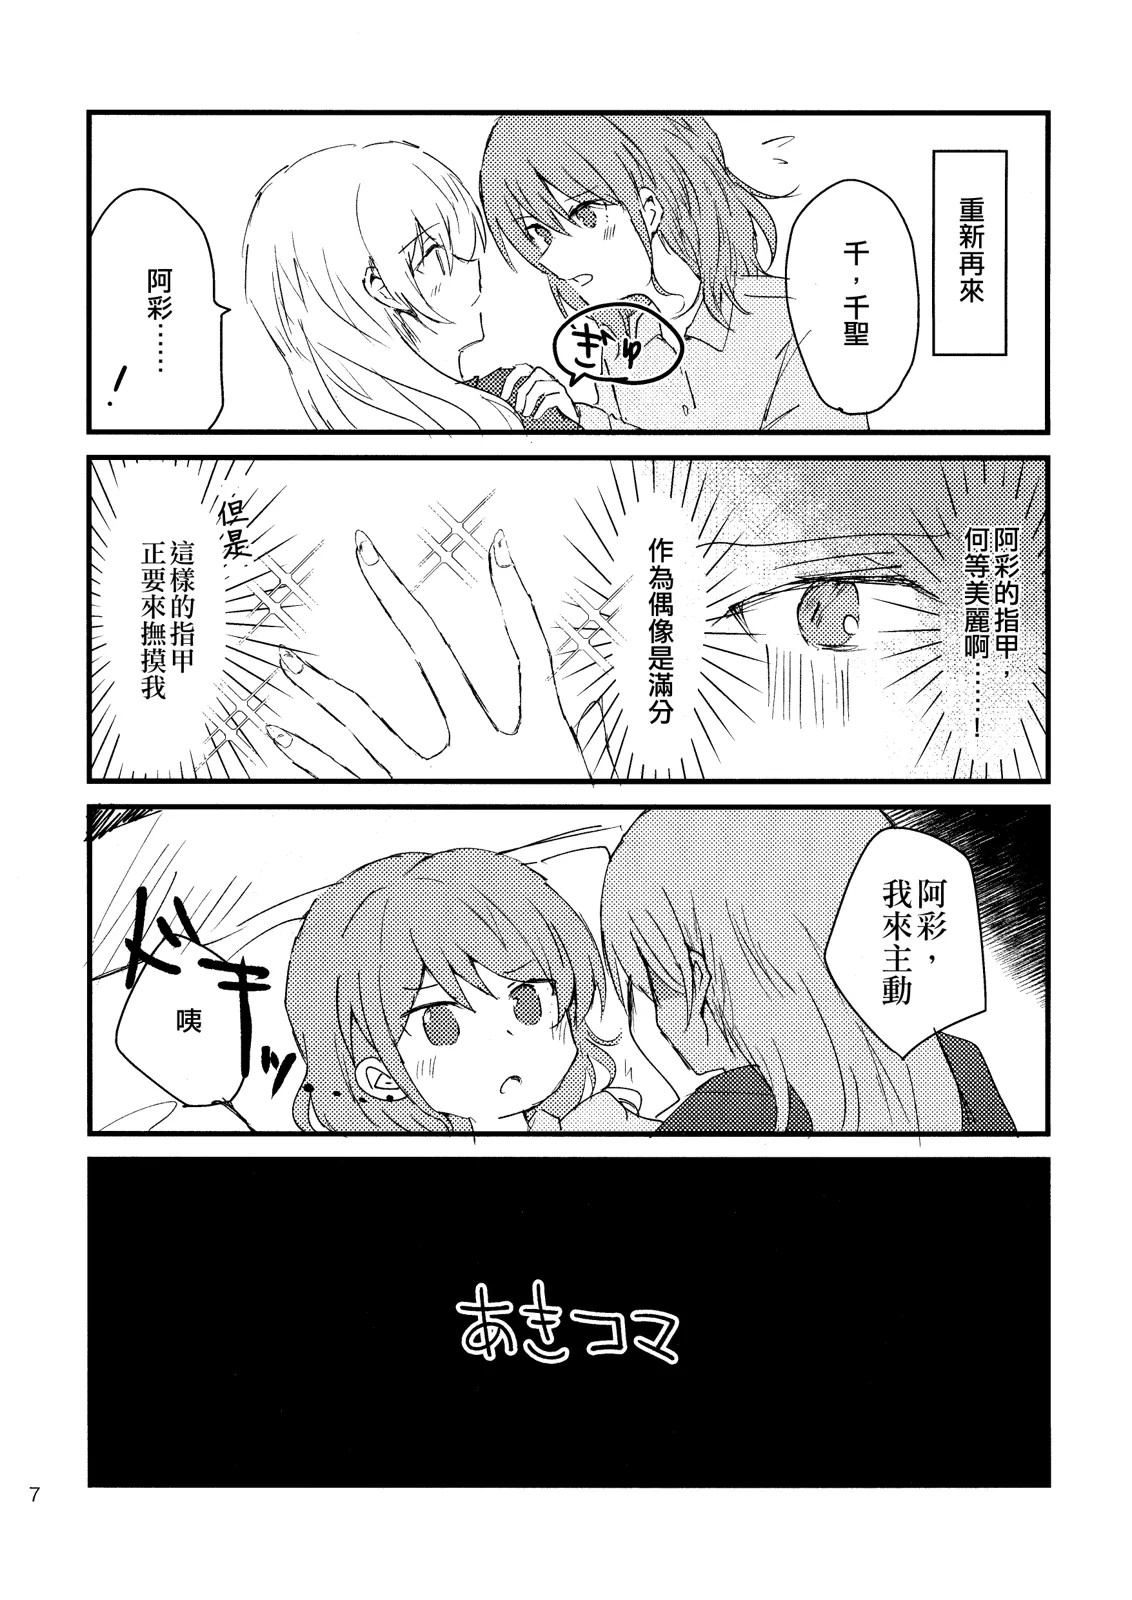 重新再來
千，千聖
ぎゅ
阿彩……！
阿彩的指甲，
何等美麗啊……！
作為偶像是滿分
但是
這樣的指甲
正要來撫摸我
阿彩，
我來主動
咦
ドキッ
あきコマ
7